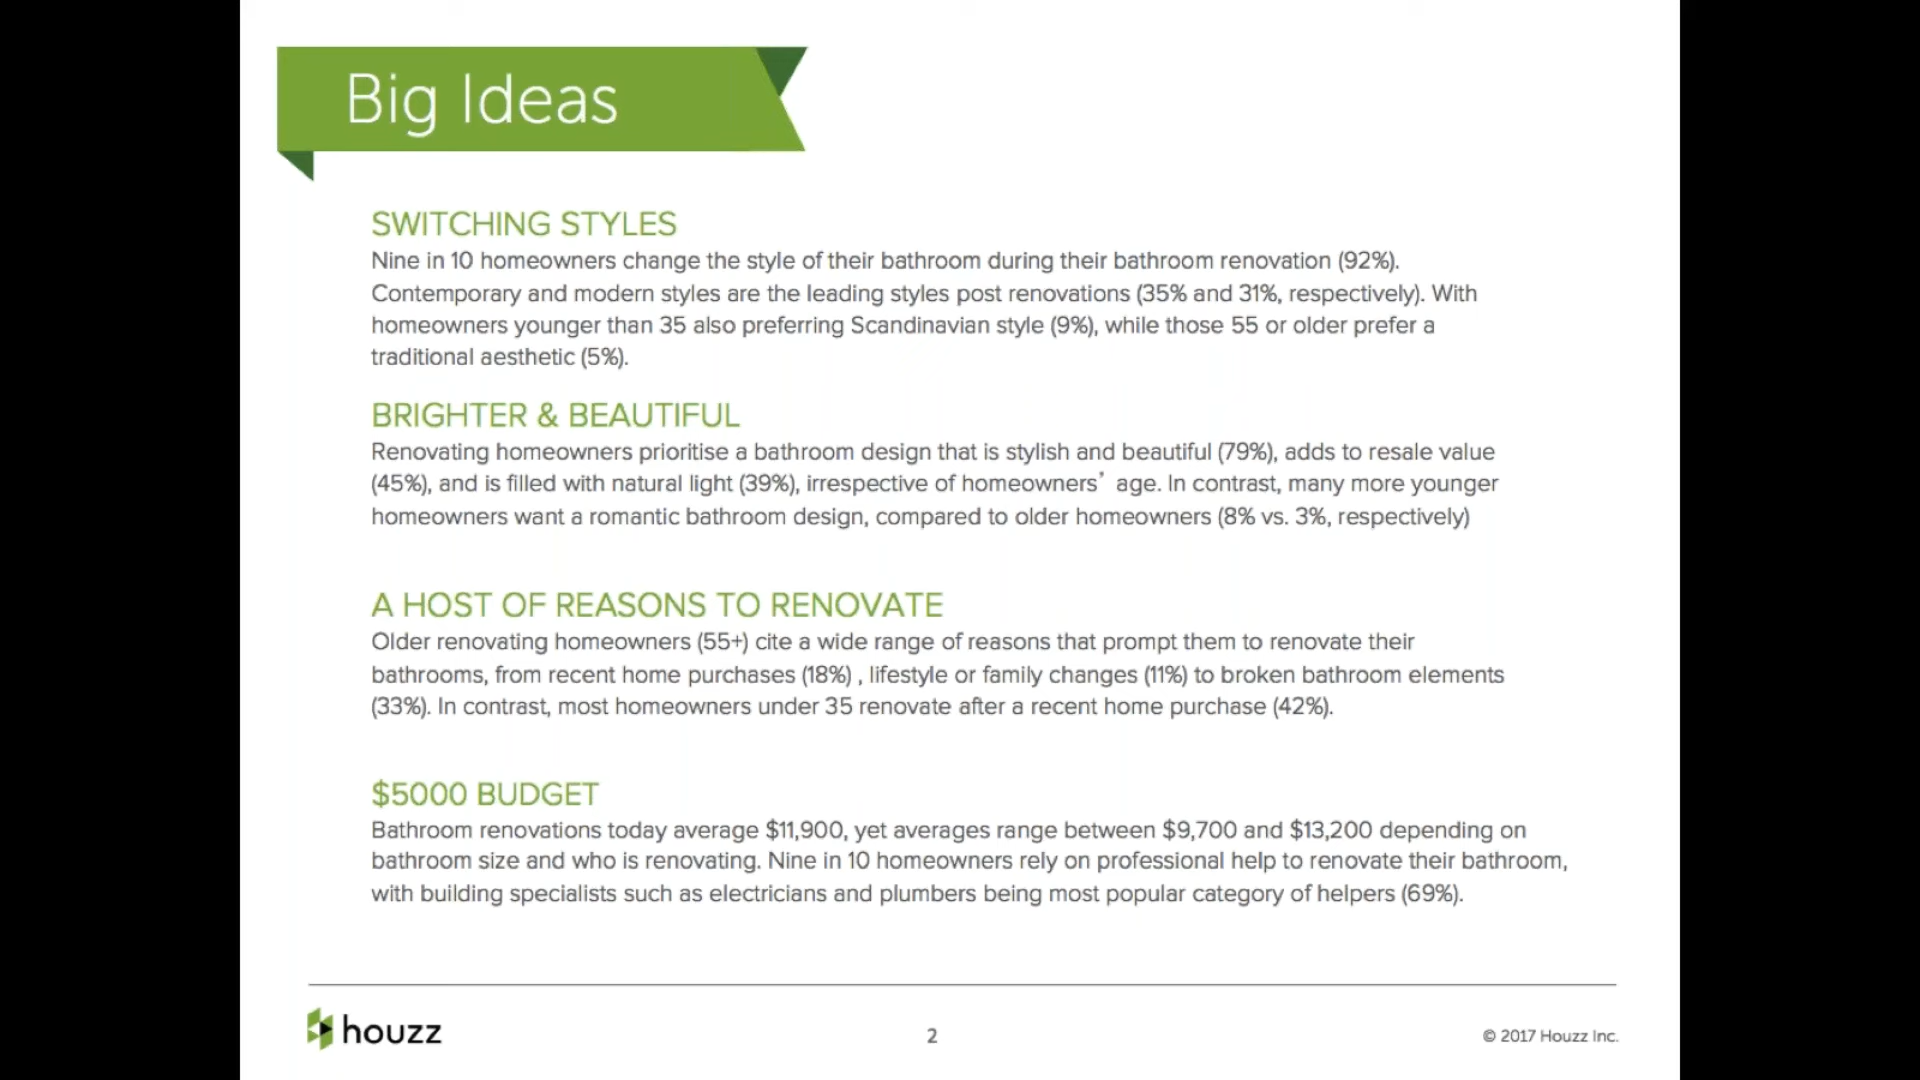 Big Ideas
SWITCHING STYLES
Nine in 10 homeowners change the style of their bathroom during their bathroom renovation (92%).
Contemporary and modern styles are the leading styles post renovations (35% and 31%, respectively). With
homeowners younger than 35 also preferring Scandinavian style (9%), while those 55 or older prefer a
traditional aesthetic (5%).
BRIGHTER & BEAUTIFUL
Renovating homeowners prioritise a bathroom design that is stylish and beautiful (79%), adds to resale value
(45%), and is filled with natural light (39%), irrespective of homeowners' age. In contrast, many more younger
homeowners want a romantic bathroom design, compared to older homeowners (8% vs. 3%, respectively)
A HOST OF REASONS TO RENOVATE
Older renovating homeowners (55+) cite a wide range of reasons that prompt them to renovate their
bathrooms, from recent home purchases (18%) , lifestyle or family changes (11%) to broken bathroom elements
(33%). In contrast, most homeowners under 35 renovate after a recent home purchase (42%).
$5000 BUDGET
Bathroom renovations today average $11,900, yet averages range between $9,700 and $13,200 depending on
bathroom size and who is renovating. Nine in 10 homeowners rely on professional help to renovate their bathroom,
with building specialists such as electricians and plumbers being most popular category of helpers (69%).
houzz
2
© 2017 Houzz Inc.